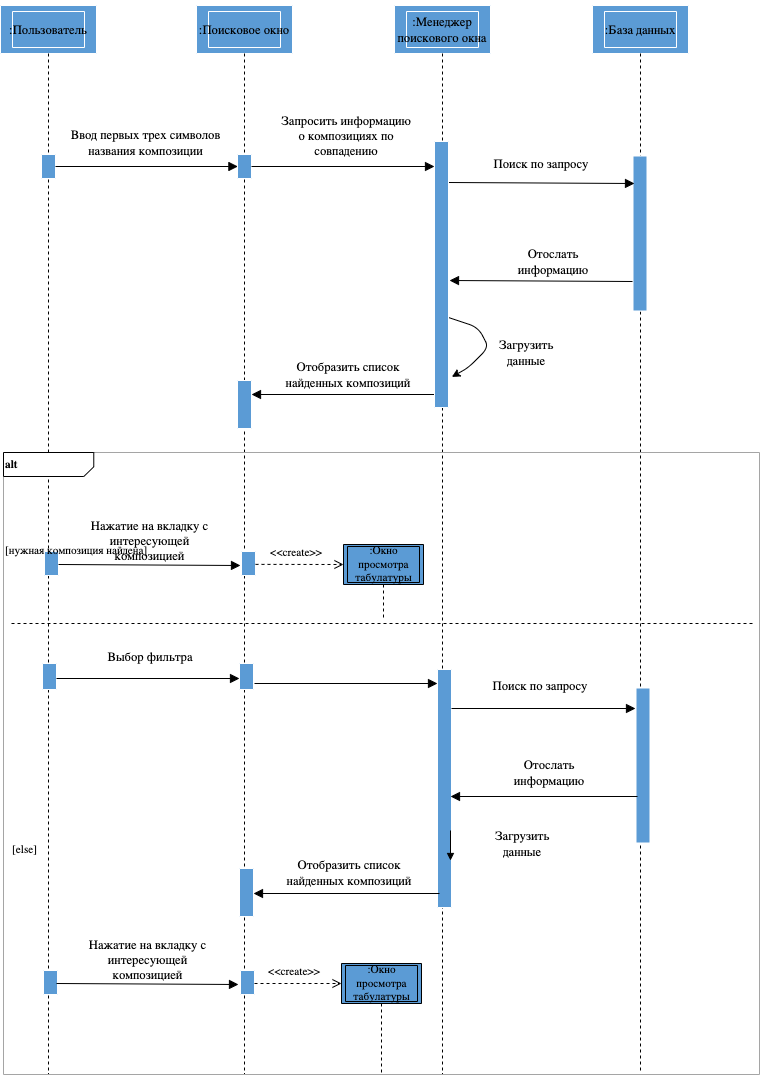 :Пользователь
:Поисковое окно
:Менеджер
поискового окна
:База данных
Ввод первых трех символов
названия композиции
Запросить информацию
о композициях по
совпадению
Поиск по запросу
Отослать
информацию
Загрузить
данные
Отобразить список
найденных композиций
alt
[нужная композиция найдена]
Нажатие на вкладку с
интересующей
композицией
<<create>>
:Окно
просмотра
табулатуры
Выбор фильтра
Поиск по запросу
Отослать
информацию
Загрузить
данные
[else]
Отобразить список
найденных композиций
Нажатие на вкладку с
интересующей
композицией
<<create>>
:Окно
просмотра
табулатуры